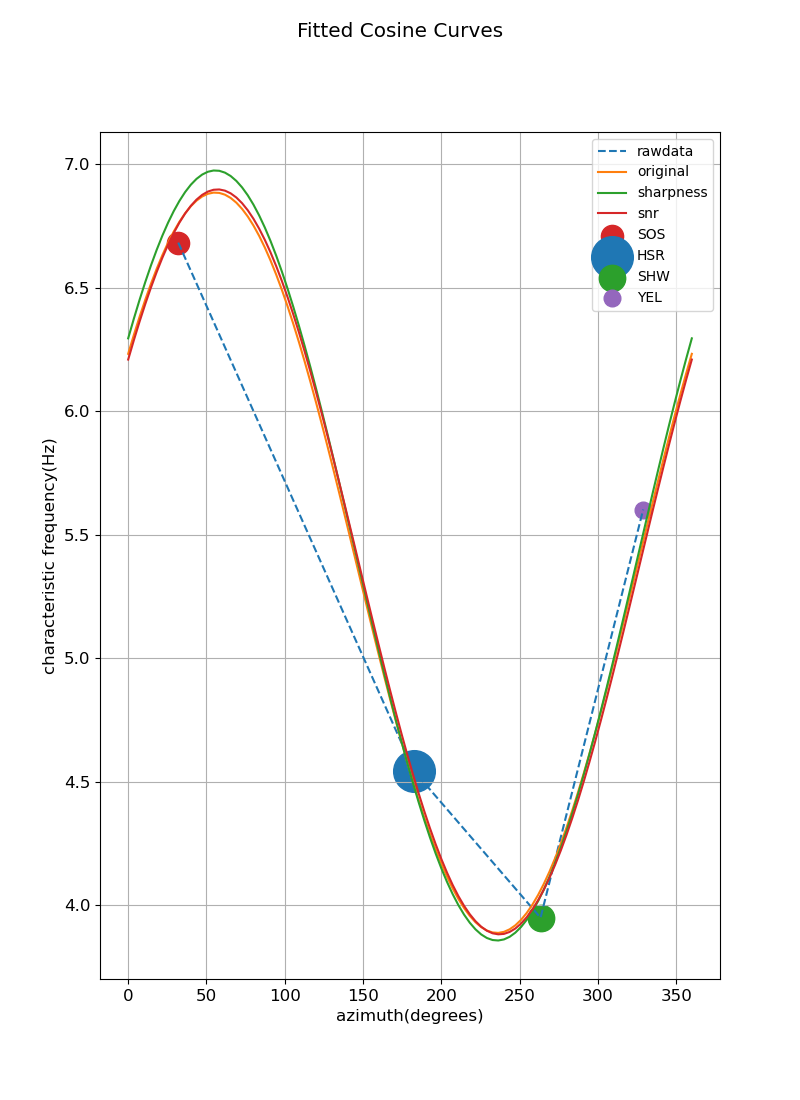 Fitted Cosine Curves
rawdata
original
sharpness
snr
SOS
HSR
SHW
YEL
7.0
6.5
6.0
5.5
5.0
4.5
4.0
characteristic frequency(Hz)
0 50 100 150 200 250 300 350
azimuth(degrees)